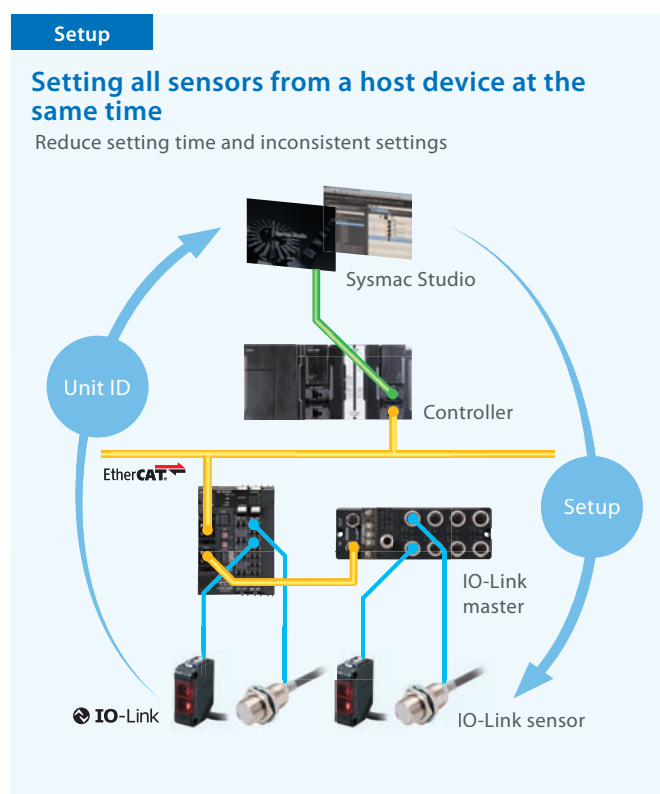 Setup
Setting all sensors from a host device at the
same time
Reduce setting time and inconsistent settings
Sysmac Studio
Unit ID
Controller
EtherCAT®
Setup
IO-Link
master
IO-Link
IO-Link sensor